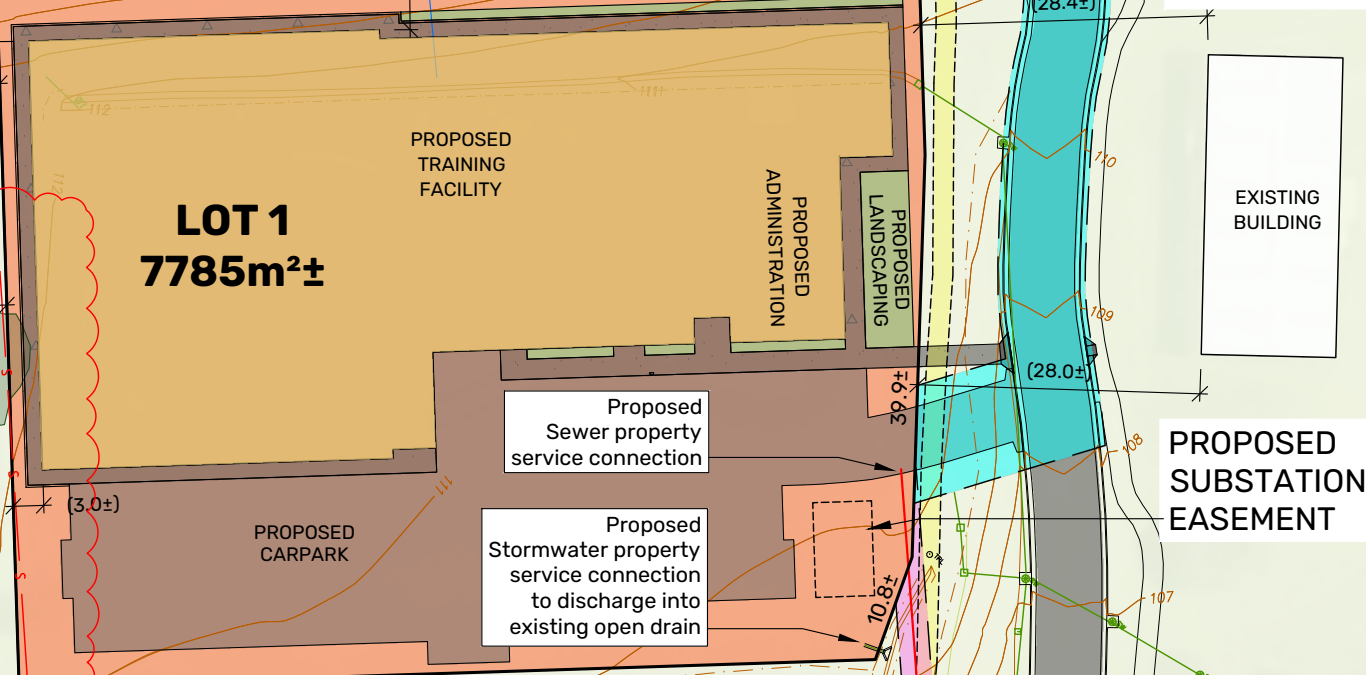 (28.4±)
112
1111
110
PROPOSED
TRAINING
FACILITY
112
LOT 1
7785m²±
PROPOSED
ADMINISTRATION
PROPOSED
LANDSCAPING
EXISTING
BUILDING
109
(28.0±)
39.9±
Proposed
Sewer property
service connection
108
PROPOSED
SUBSTATION
EASEMENT
111
(3.0±)
S
S
S
PROPOSED
CARPARK
Proposed
Stormwater property
service connection
to discharge into
existing open drain
10.8±
107